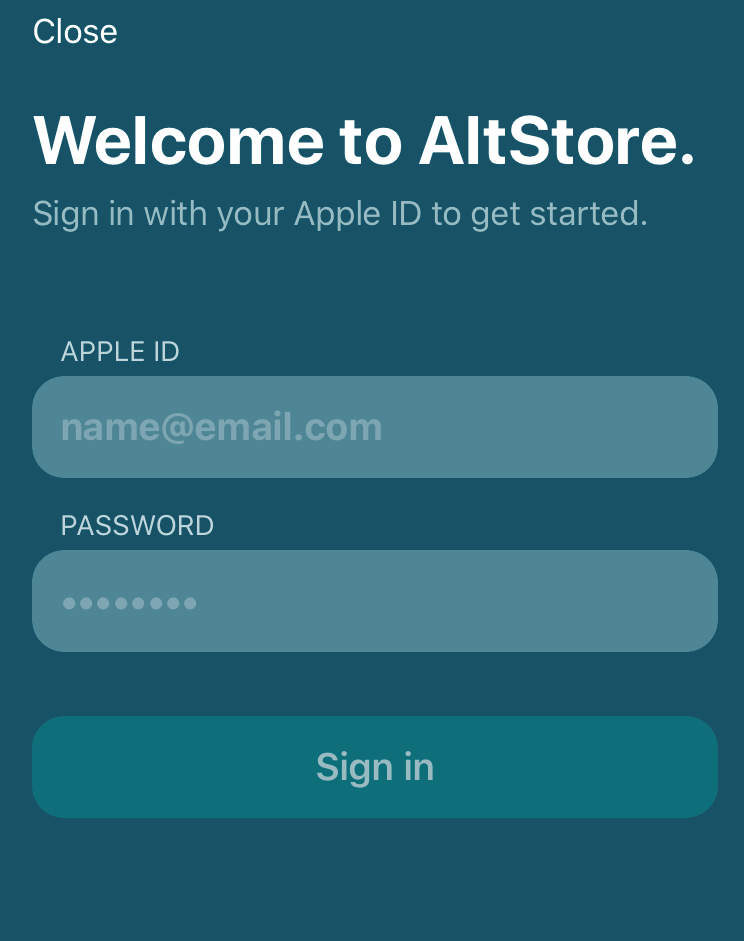 Close
Welcome to AltStore.
Sign in with your Apple ID to get started.
APPLE ID
name@email.com
PASSWORD
••••••••
Sign in